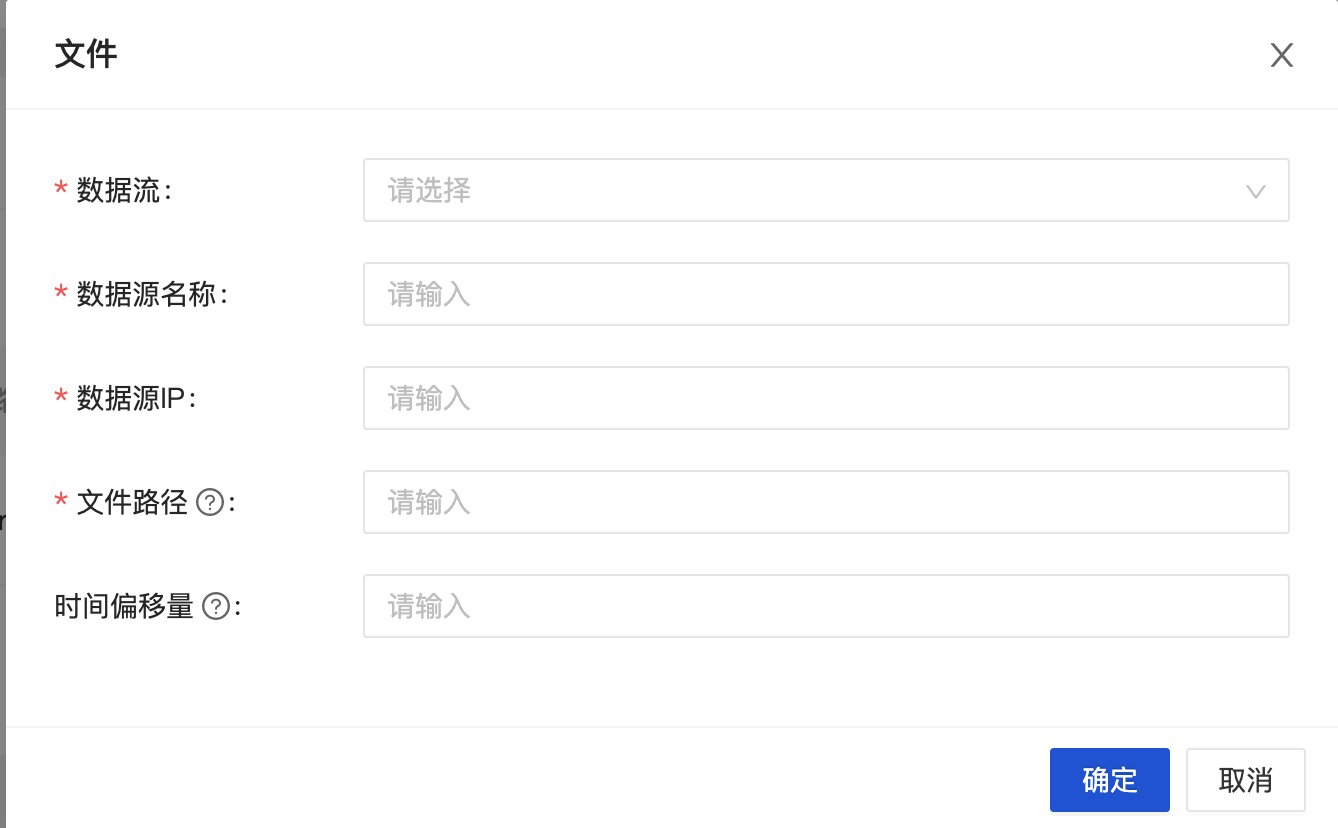 文件
* 数据流: 请选择
* 数据源名称: 请输入
* 数据源IP: 请输入
* 文件路径 ?: 请输入
时间偏移量 ?: 请输入
确定 取消